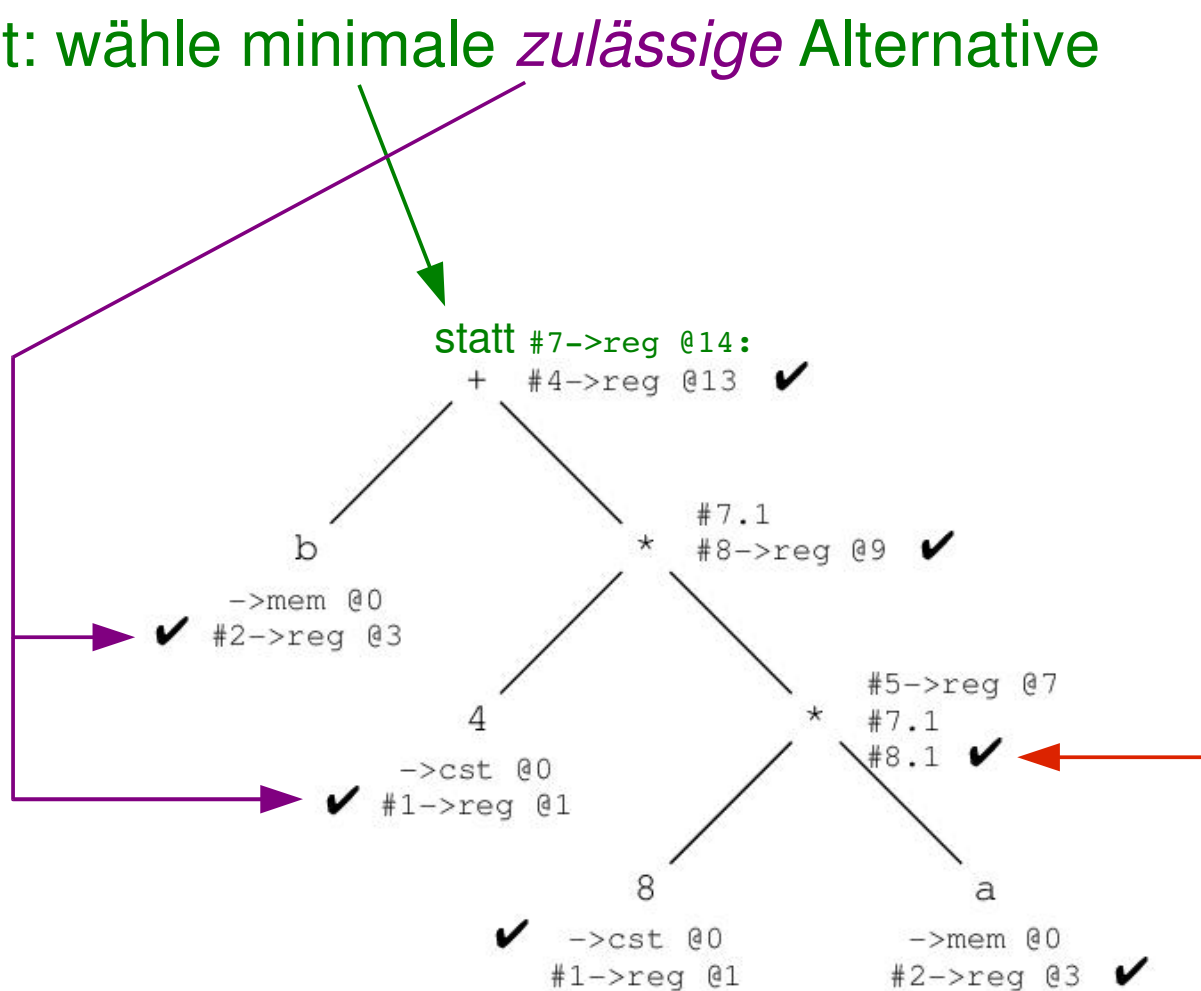 t: wähle minimale zulässige Alternative
statt #7->reg @14:
+ #4->reg @13 ✔
#7.1
b * #8->reg @9 ✔
->mem @0
✔ #2->reg @3
#5->reg @7
4 * #7.1
#8.1 ✔
->cst @0
✔ #1->reg @1
8 a
✔ ->cst @0 ->mem @0
#1->reg @1 #2->reg @3 ✔